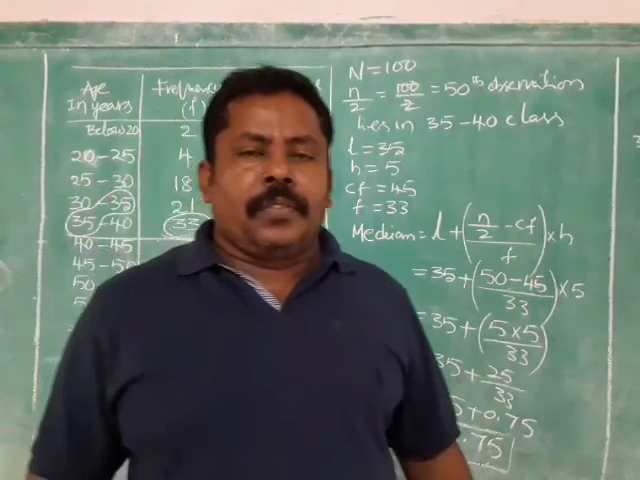 Age
In years
Frequency
(f)
Below 20 2
20-25 4
25-30 18
30-35 21
35-40 33
40-45
45-50
50
N=100
n/2 = 100/2 = 50th observation
lies in 35-40 class
l = 35
h = 5
cf = 45
f = 33
Median = l + ((n/2 - cf)/f) × h
= 35 + ((50-45)/33) × 5
= 35 + ((5×5)/33)
35 + 25/33
5 + 0.75
.75